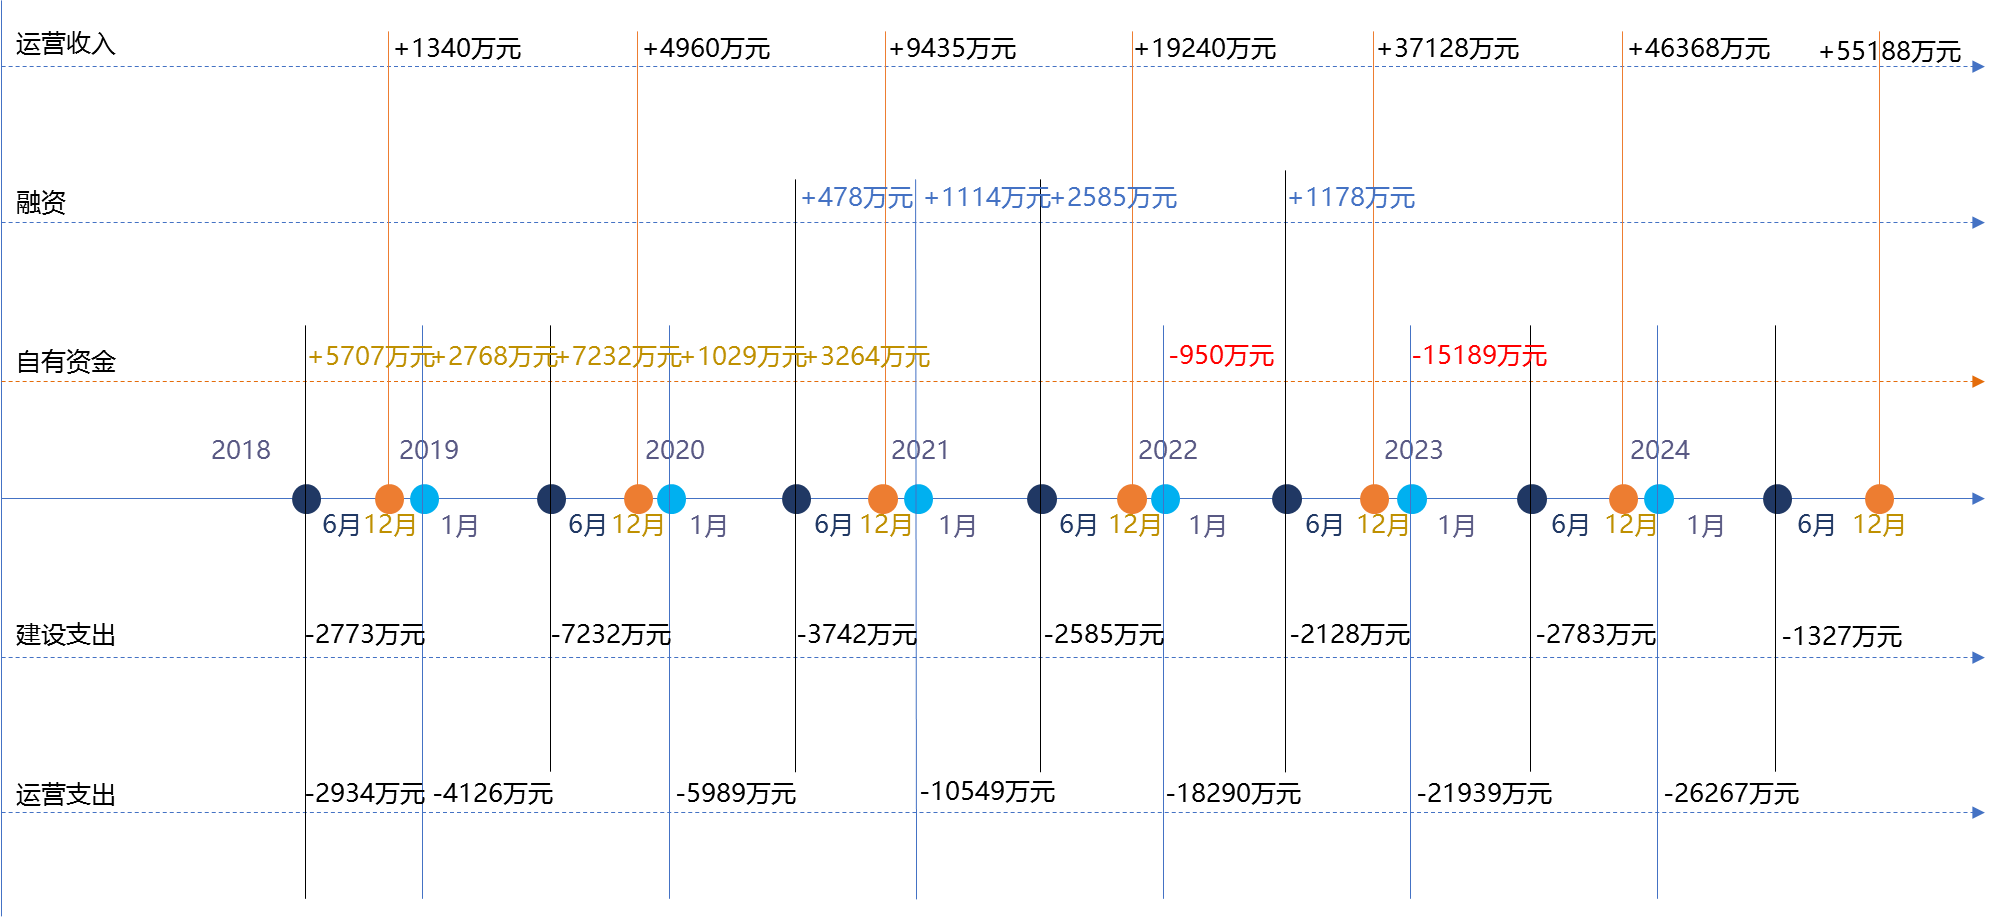 运营收入 +1340万元 +4960万元 +9435万元 +19240万元 +37128万元 +46368万元 +55188万元
融资 +478万元 +1114万元 +2585万元 +1178万元
自有资金 +5707万元 +2768万元 +7232万元 +1029万元 +3264万元 -950万元 -15189万元
2018 2019 2020 2021 2022 2023 2024
6月 12月 1月 6月 12月 1月 6月 12月 1月 6月 12月 1月 6月 12月 1月 6月 12月 1月 6月 12月
建设支出 -2773万元 -7232万元 -3742万元 -2585万元 -2128万元 -2783万元 -1327万元
运营支出 -2934万元 -4126万元 -5989万元 -10549万元 -18290万元 -21939万元 -26267万元